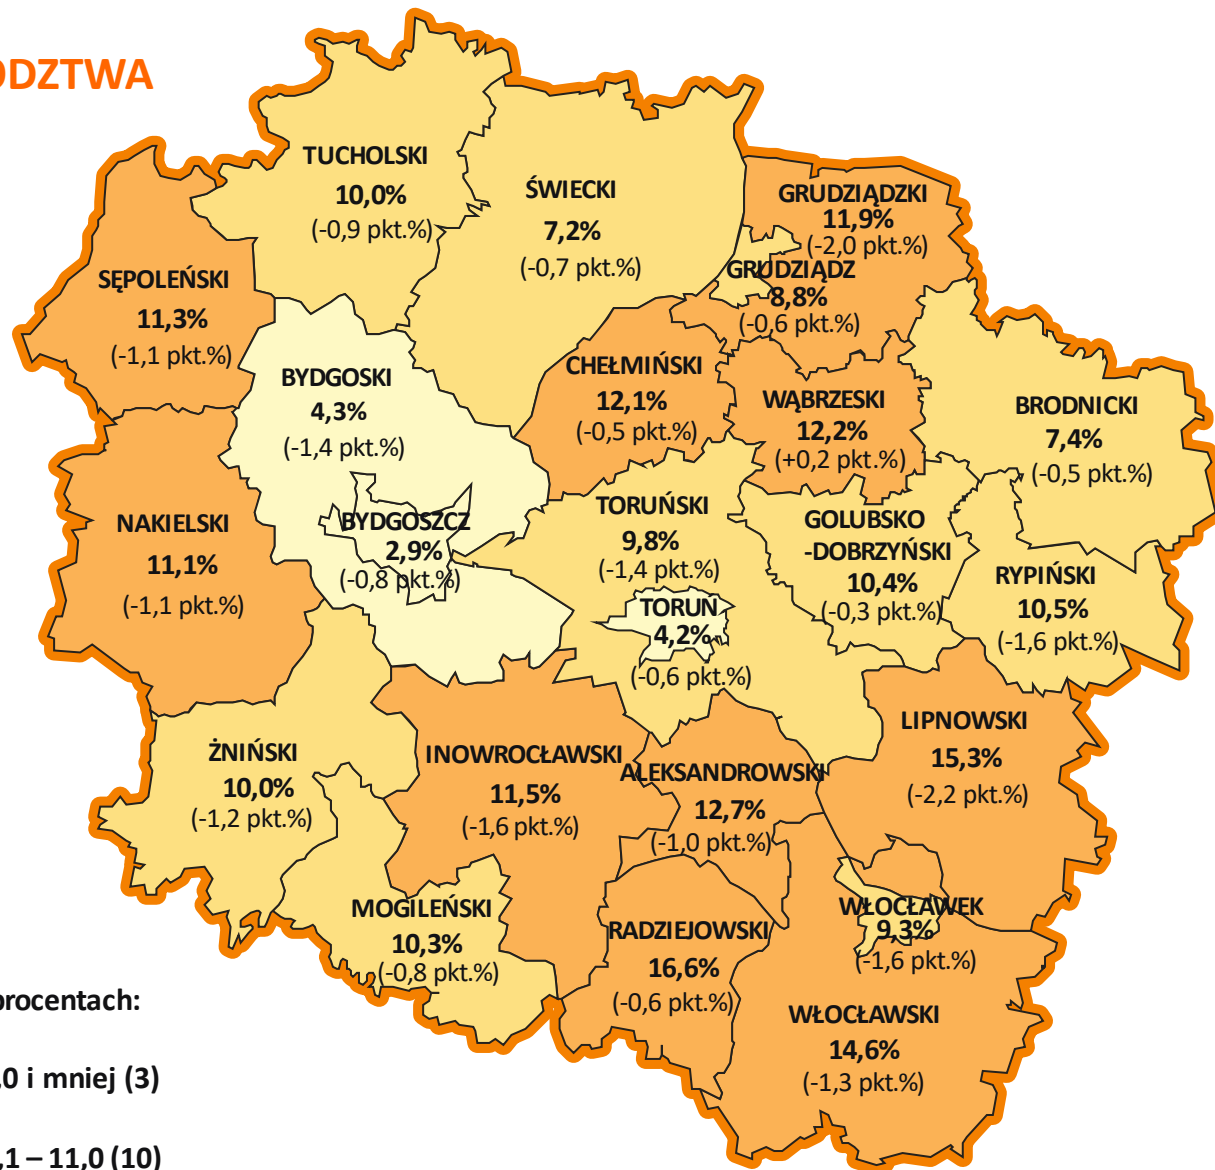 ODZTWA
TUCHOLSKI
10,0%
(-0,9 pkt.%)
ŚWIECKI
7,2%
(-0,7 pkt.%)
GRUDZIĄDZKI
11,9%
(-2,0 pkt.%)
GRUDZIĄDZ
8,8%
(-0,6 pkt.%)
SĘPOLEŃSKI
11,3%
(-1,1 pkt.%)
BYDGOSKI
4,3%
(-1,4 pkt.%)
CHEŁMIŃSKI
12,1%
(-0,5 pkt.%)
WĄBRZESKI
12,2%
(+0,2 pkt.%)
BRODNICKI
7,4%
(-0,5 pkt.%)
NAKIELSKI
11,1%
(-1,1 pkt.%)
BYDGOSZCZ
2,9%
(-0,8 pkt.%)
TORUŃSKI
9,8%
(-1,4 pkt.%)
GOLUBSKO
-DOBRZYŃSKI
10,4%
(-0,3 pkt.%)
RYPIŃSKI
10,5%
(-1,6 pkt.%)
TORUŃ
4,2%
(-0,6 pkt.%)
LIPNOWSKI
15,3%
(-2,2 pkt.%)
ŻNIŃSKI
10,0%
(-1,2 pkt.%)
INOWROCŁAWSKI
11,5%
(-1,6 pkt.%)
ALEKSANDROWSKI
12,7%
(-1,0 pkt.%)
MOGILEŃSKI
10,3%
(-0,8 pkt.%)
RADZIEJOWSKI
16,6%
(-0,6 pkt.%)
WŁOCŁAWEK
9,3%
(-1,6 pkt.%)
WŁOCŁAWSKI
14,6%
(-1,3 pkt.%)
procentach:
,0 i mniej (3)
,1 – 11,0 (10)